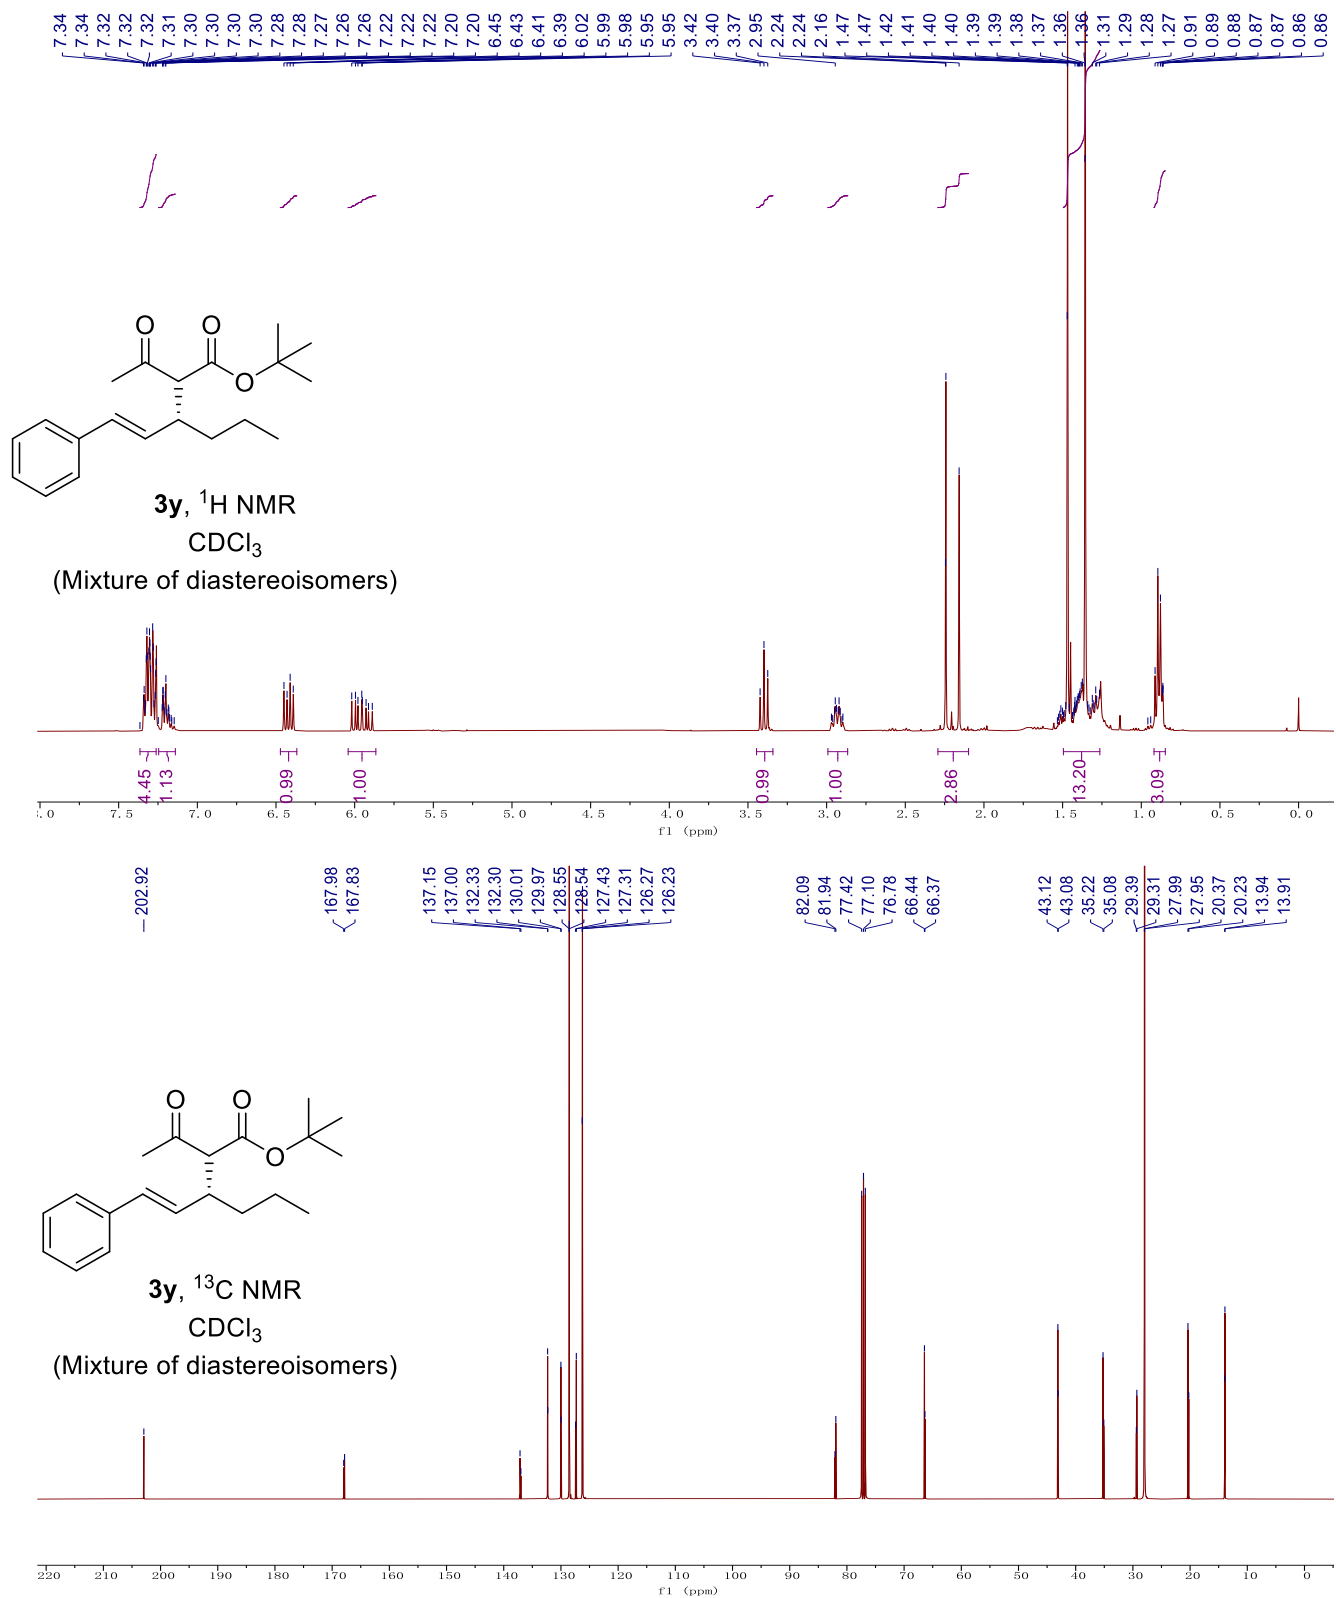 7.34 7.34 7.32 7.32 7.32 7.31 7.30 7.30 7.30 7.30 7.28 7.28 7.27 7.26 7.26 7.22 7.22 7.22 7.20 7.20 6.45 6.43 6.41 6.39 6.02 5.99 5.98 5.95 5.95 3.42 3.40 3.37 2.95 2.24 2.24 2.16 1.47 1.47 1.42 1.41 1.40 1.40 1.39 1.39 1.38 1.37 1.36 1.36 1.31 1.29 1.28 1.27 0.91 0.89 0.88 0.87 0.87 0.86 0.86
O O
O
3y, ¹H NMR
CDCl₃
(Mixture of diastereoisomers)
4.45 1.13 0.99 1.00 0.99 1.00 2.86 13.20 3.09
:.0 7.5 7.0 6.5 6.0 5.5 5.0 4.5 4.0 3.5 3.0 2.5 2.0 1.5 1.0 0.5 0.0
f1 (ppm)
202.92 167.98 167.83 137.15 137.00 132.33 132.30 130.01 129.97 128.55 128.54 127.43 127.31 126.27 126.23 82.09 81.94 77.42 77.10 76.78 66.44 66.37 43.12 43.08 35.22 35.08 29.39 29.31 27.99 27.95 20.37 20.23 13.94 13.91
O O
O
3y, ¹³C NMR
CDCl₃
(Mixture of diastereoisomers)
220 210 200 190 180 170 160 150 140 130 120 110 100 90 80 70 60 50 40 30 20 10 0
f1 (ppm)